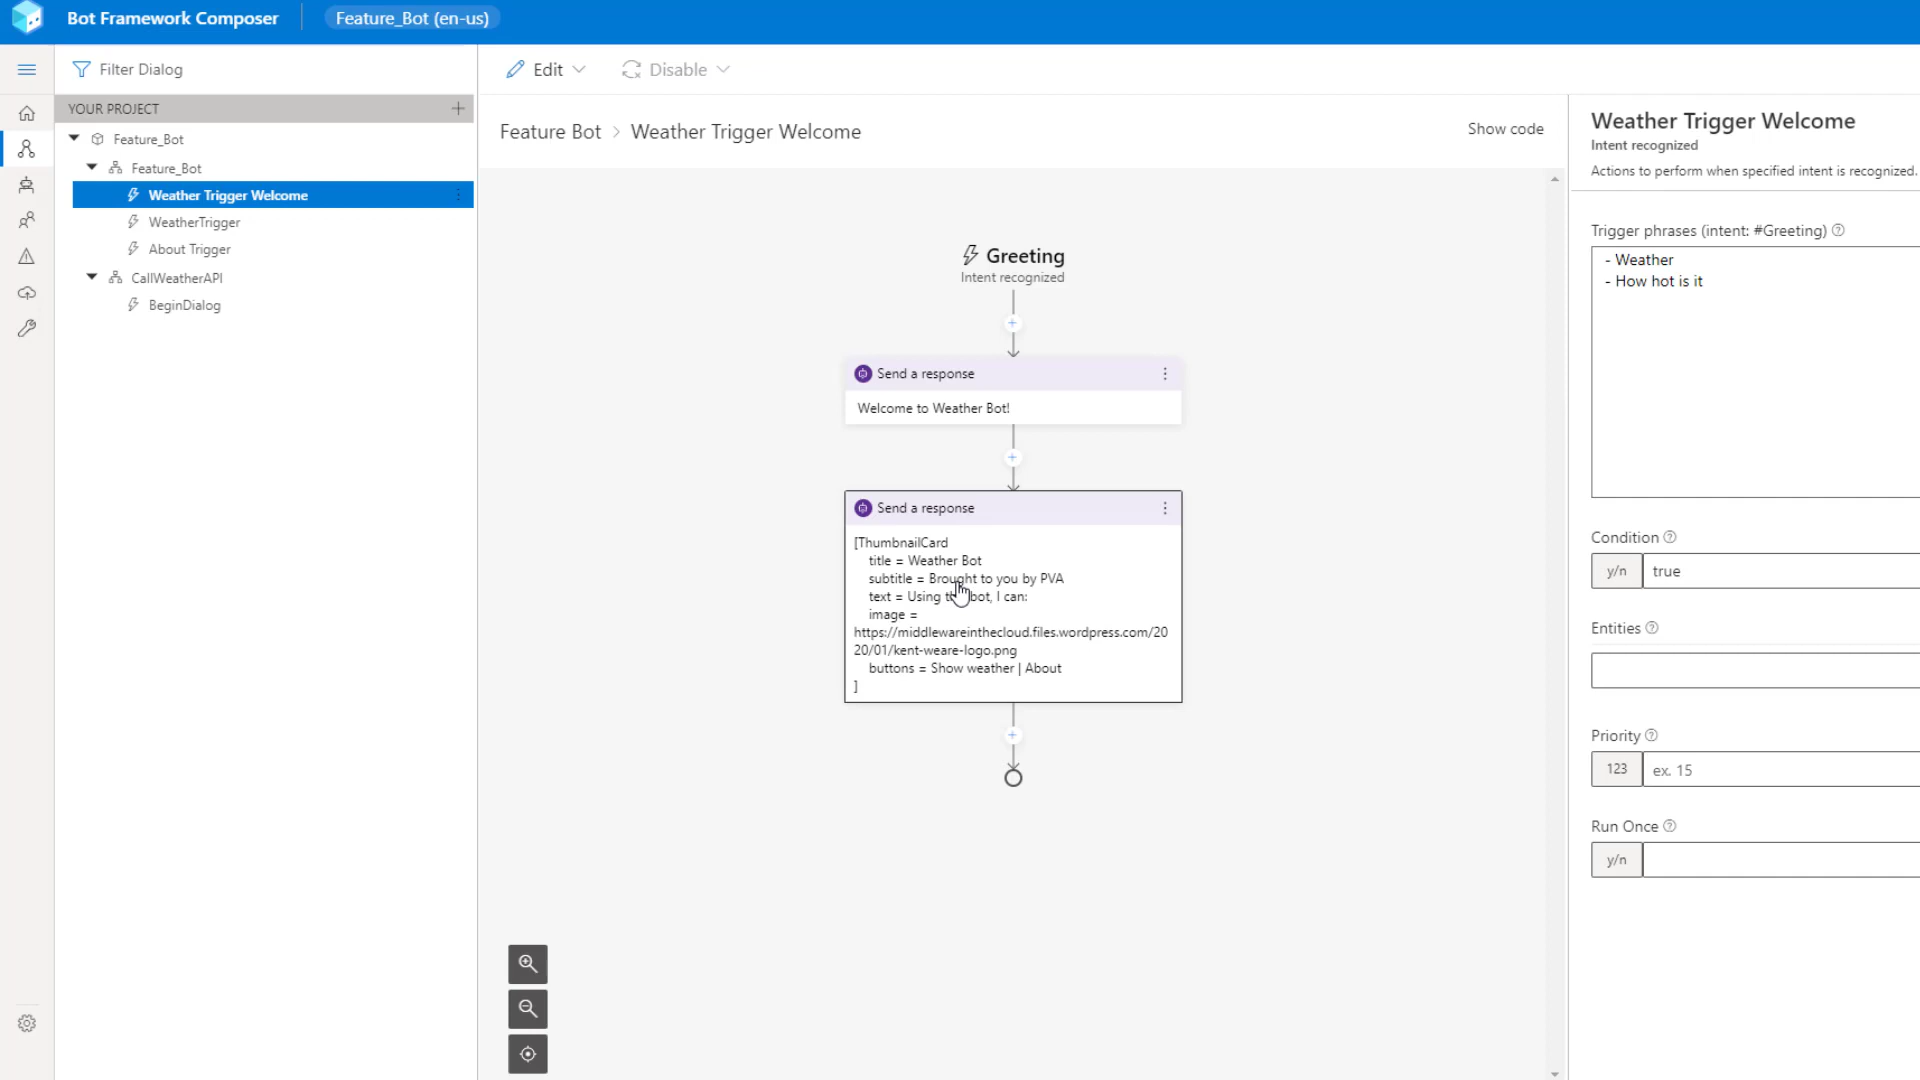 Bot Framework Composer
Feature_Bot (en-us)
Filter Dialog
Edit
Disable
YOUR PROJECT
Feature_Bot
Feature_Bot
Weather Trigger Welcome
WeatherTrigger
About Trigger
CallWeatherAPI
BeginDialog
Feature Bot > Weather Trigger Welcome
Show code
Greeting
Intent recognized
Send a response
Welcome to Weather Bot!
Send a response
[ThumbnailCard
title = Weather Bot
subtitle = Brought to you by PVA
text = Using bot, I can:
image =
https://middlewareinthecloud.files.wordpress.com/20
20/01/kent-weare-logo.png
buttons = Show weather | About
]
Weather Trigger Welcome
Intent recognized
Actions to perform when specified intent is recognized.
Trigger phrases (intent: #Greeting)
- Weather
- How hot is it
Condition
y/n
true
Entities
Priority
123
ex. 15
Run Once
y/n